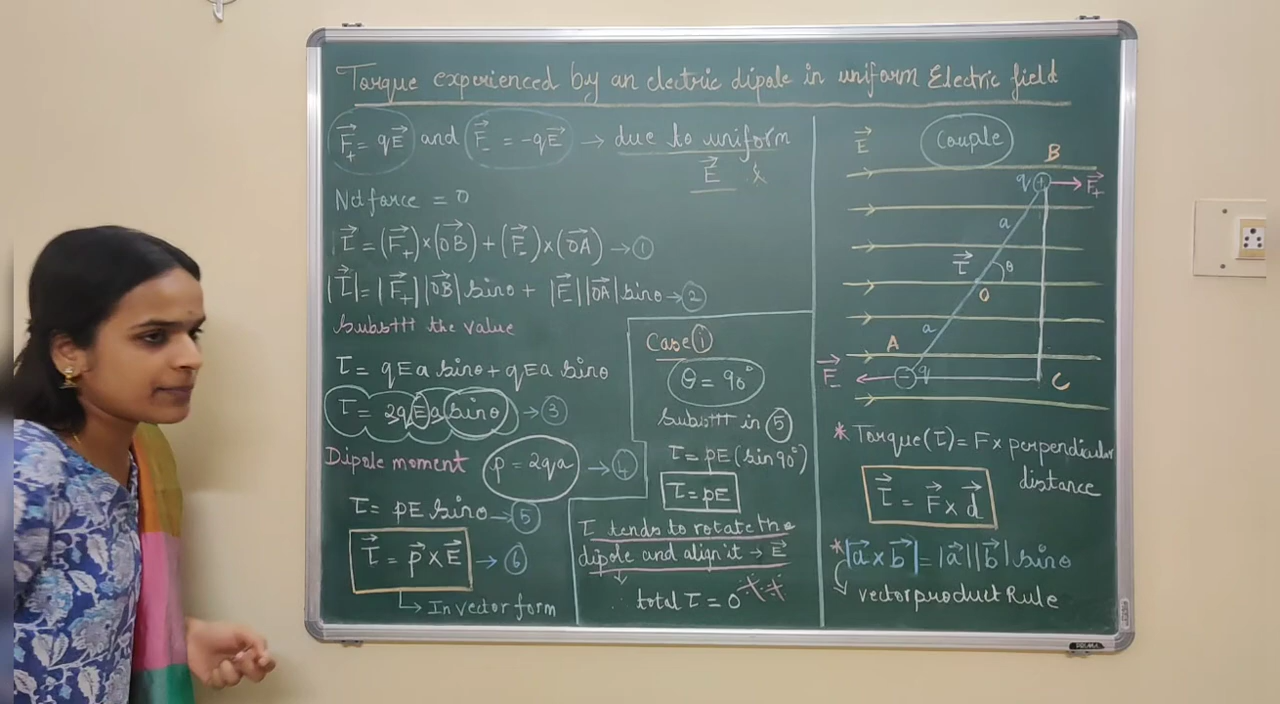 Torque experienced by an electric dipole in uniform Electric field
F⃗₊ = qE⃗ and F⃗₋ = -qE⃗ → due to uniform
E⃗
Net force = 0
τ⃗ = (F⃗₊)×(OB⃗) + (F⃗₋)×(OA⃗) → ①
|τ⃗| = |F⃗₊||OB⃗| sinθ + |F⃗₋||OA⃗| sinθ → ②
Substtt the value
τ = qEa sinθ + qEa sinθ
τ = 2qEa sinθ → ③
Dipole moment p = 2qa → ④
τ = pE sinθ → ⑤
τ⃗ = p⃗ × E⃗ → ⑥
↳ In vector form
Case ⓘ
θ = 90°
Substtt in ⑤
τ = pE (sin 90°)
τ = pE
τ tends to rotate the
dipole and align it → E⃗
∴ total τ = 0
E⃗ Couple B
q + F⃗₊
a
τ⃗ θ
O
a
A
F⃗₋ − q C
* Torque (τ) = F × perpendicular
distance
τ⃗ = F⃗ × d⃗
* |a⃗ × b⃗| = |a⃗||b⃗| sinθ
vector product Rule